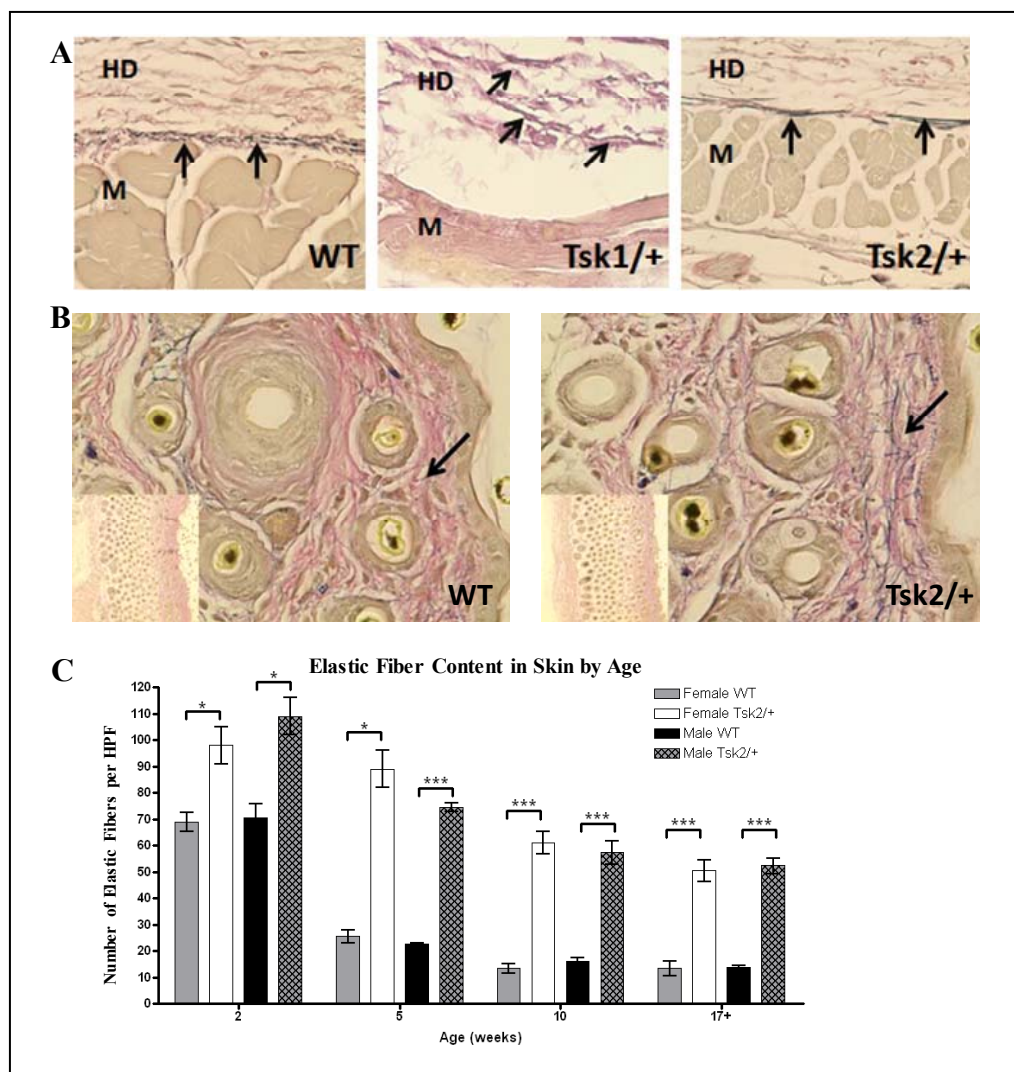 A
HD
M
WT
HD
M
Tsk1/+
HD
M
Tsk2/+
B
WT
Tsk2/+
C
Elastic Fiber Content in Skin by Age
Number of Elastic Fibers per HPF
120
110
100
90
80
70
60
50
40
30
20
10
0
* *
* ***
*** ***
*** ***
Female WT
Female Tsk2/+
Male WT
Male Tsk2/+
2 5 10 17+
Age (weeks)